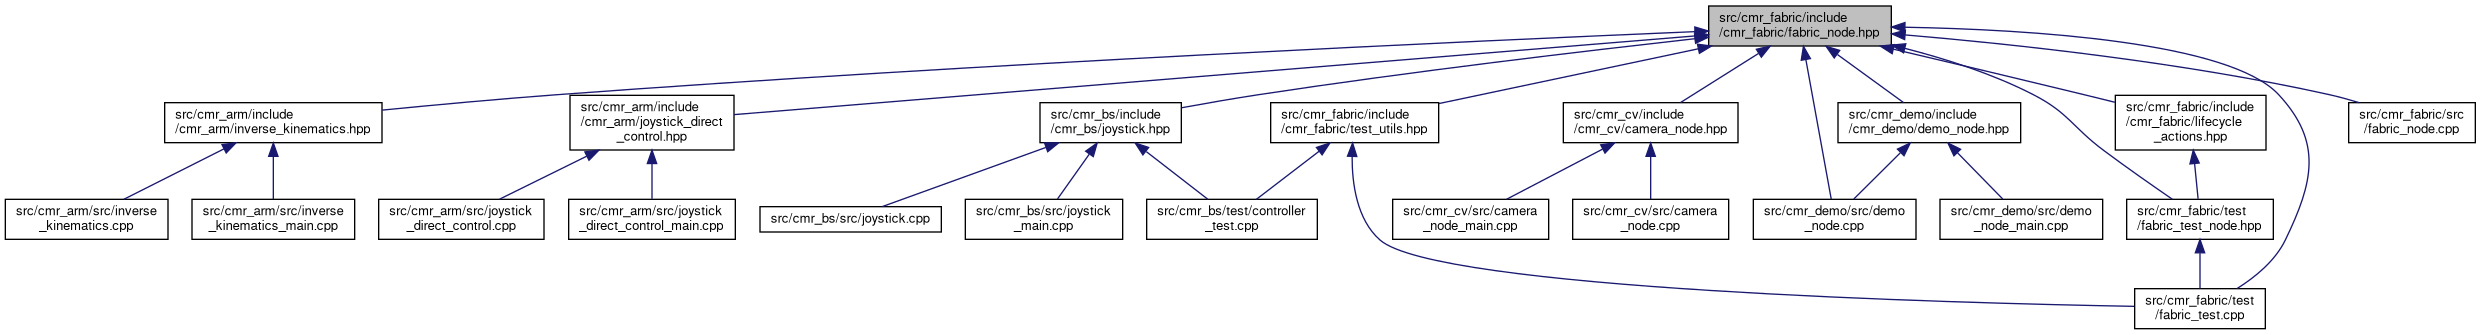 src/cmr_fabric/include
/cmr_fabric/fabric_node.hpp
src/cmr_arm/include
/cmr_arm/inverse_kinematics.hpp
src/cmr_arm/include
/cmr_arm/joystick_direct
_control.hpp
src/cmr_bs/include
/cmr_bs/joystick.hpp
src/cmr_fabric/include
/cmr_fabric/test_utils.hpp
src/cmr_cv/include
/cmr_cv/camera_node.hpp
src/cmr_demo/include
/cmr_demo/demo_node.hpp
src/cmr_fabric/include
/cmr_fabric/lifecycle
_actions.hpp
src/cmr_fabric/src
/fabric_node.cpp
src/cmr_arm/src/inverse
_kinematics.cpp
src/cmr_arm/src/inverse
_kinematics_main.cpp
src/cmr_arm/src/joystick
_direct_control.cpp
src/cmr_arm/src/joystick
_direct_control_main.cpp
src/cmr_bs/src/joystick.cpp
src/cmr_bs/src/joystick
_main.cpp
src/cmr_bs/test/controller
_test.cpp
src/cmr_cv/src/camera
_node_main.cpp
src/cmr_cv/src/camera
_node.cpp
src/cmr_demo/src/demo
_node.cpp
src/cmr_demo/src/demo
_node_main.cpp
src/cmr_fabric/test
/fabric_test_node.hpp
src/cmr_fabric/test
/fabric_test.cpp